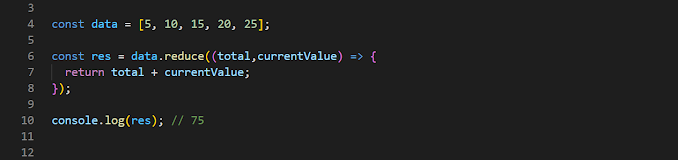 3
4 const data = [5, 10, 15, 20, 25];
5
6 const res = data.reduce((total,currentValue) => {
7   return total + currentValue;
8 });
9
10 console.log(res); // 75
11
12